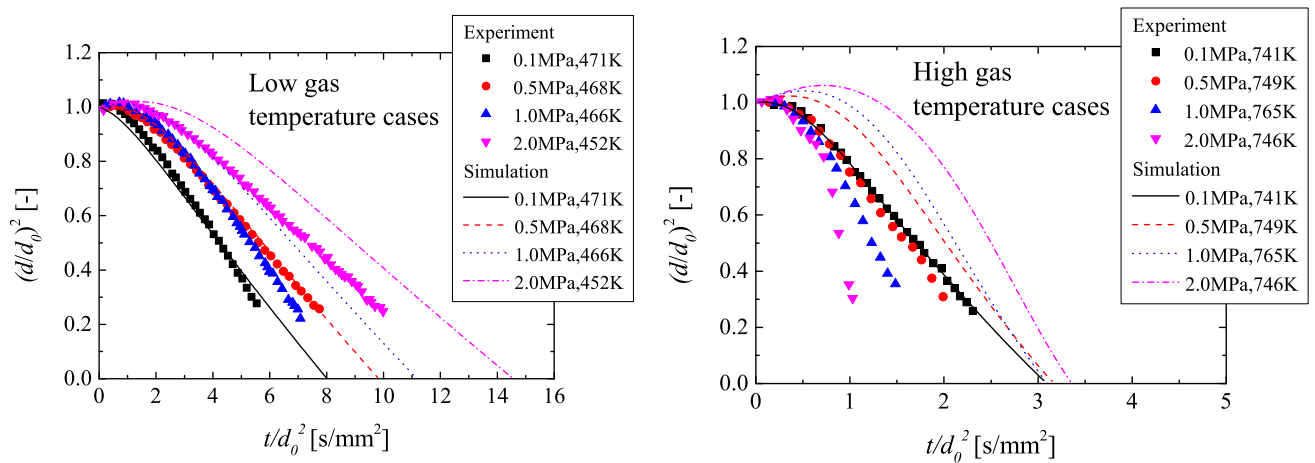 Low gas
temperature cases
Experiment
0.1MPa,471K
0.5MPa,468K
1.0MPa,466K
2.0MPa,452K
Simulation
0.1MPa,471K
0.5MPa,468K
1.0MPa,466K
2.0MPa,452K
1.2
1.0
0.8
0.6
0.4
0.2
0.0
(d/d₀)² [-]
0 2 4 6 8 10 12 14 16
t/d₀² [s/mm²]
High gas
temperature cases
Experiment
0.1MPa,741K
0.5MPa,749K
1.0MPa,765K
2.0MPa,746K
Simulation
0.1MPa,741K
0.5MPa,749K
1.0MPa,765K
2.0MPa,746K
1.2
1.0
0.8
0.6
0.4
0.2
0.0
(d/d₀)² [-]
0 1 2 3 4 5
t/d₀² [s/mm²]